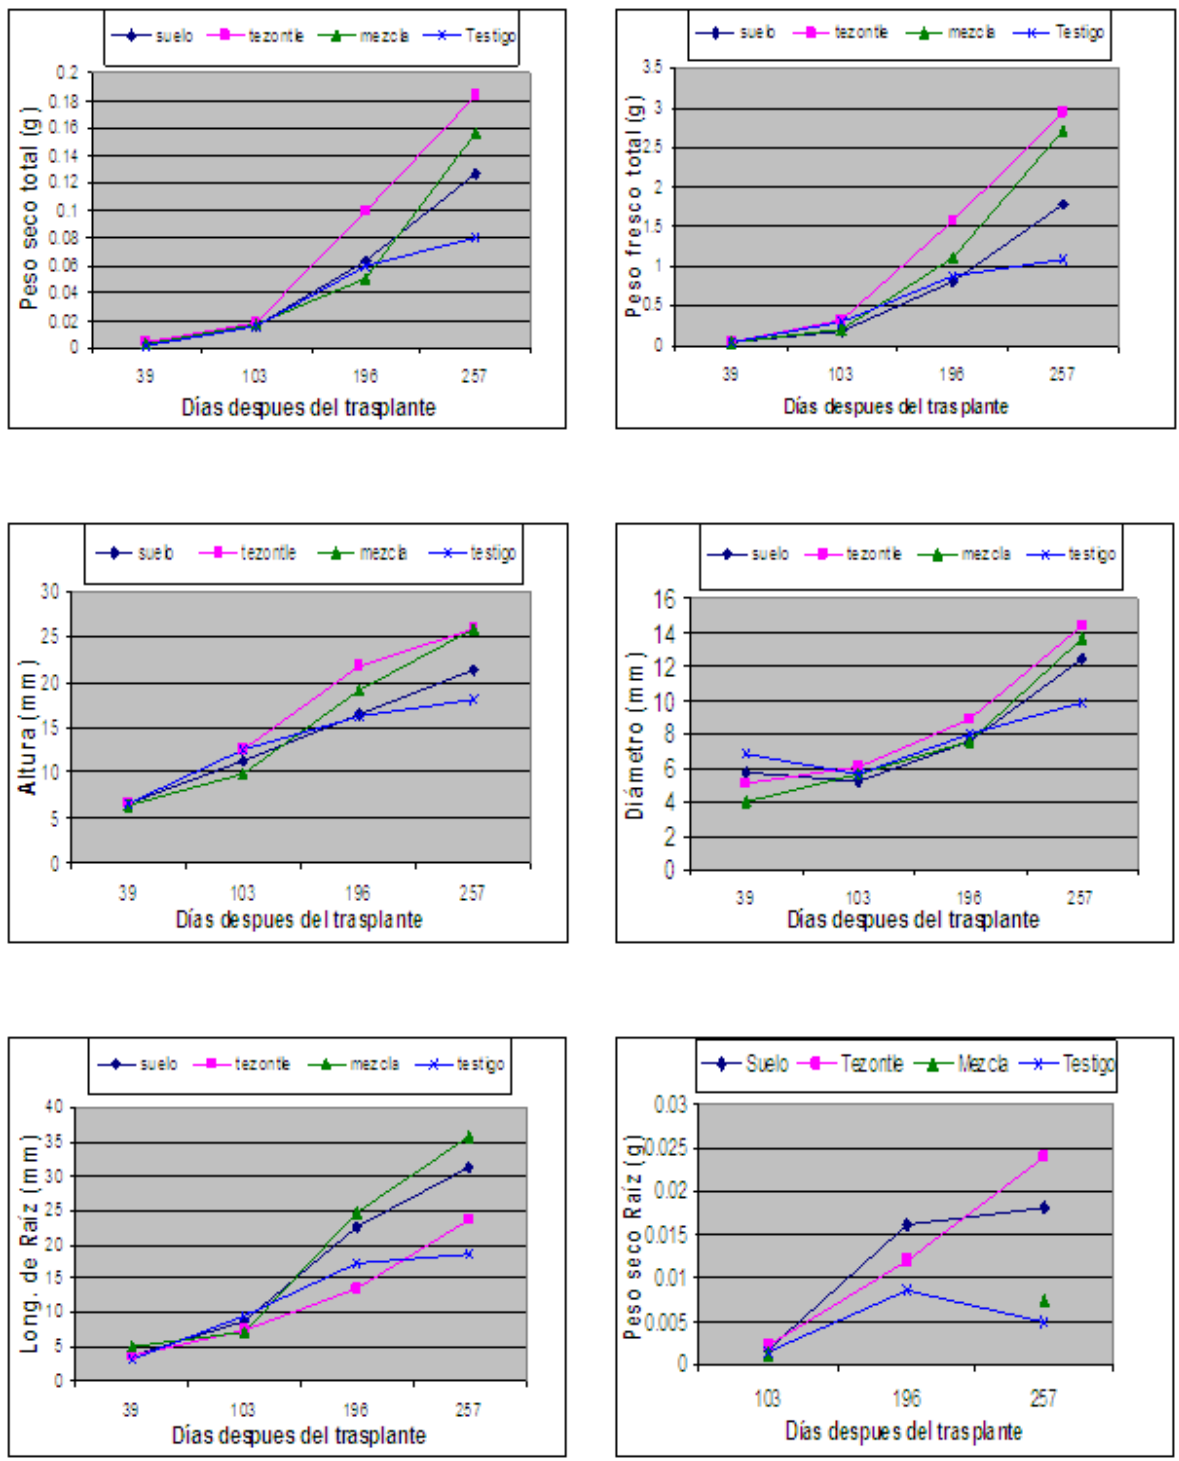 suelo tezontle mezcla Testigo
Peso seco total (g)
0.2
0.18
0.16
0.14
0.12
0.1
0.08
0.06
0.04
0.02
0
39 103 196 257
Días despues del trasplante
suelo tezontle mezcla Testigo
Peso fresco total (g)
3.5
3
2.5
2
1.5
1
0.5
0
39 103 196 257
Días despues del trasplante
suelo tezontle mezcla testigo
Altura (mm)
30
25
20
15
10
5
0
39 103 196 257
Días despues del trasplante
suelo tezontle mezcla testigo
Diámetro (mm)
16
14
12
10
8
6
4
2
0
39 103 196 257
Días despues del trasplante
suelo tezontle mezcla testigo
Long. de Raíz (mm)
40
35
30
25
20
15
10
5
0
39 103 196 257
Días despues del trasplante
Suelo Tezontle Mezcla Testigo
Peso seco Raíz (g)
0.03
0.025
0.02
0.015
0.01
0.005
0
103 196 257
Días despues del trasplante